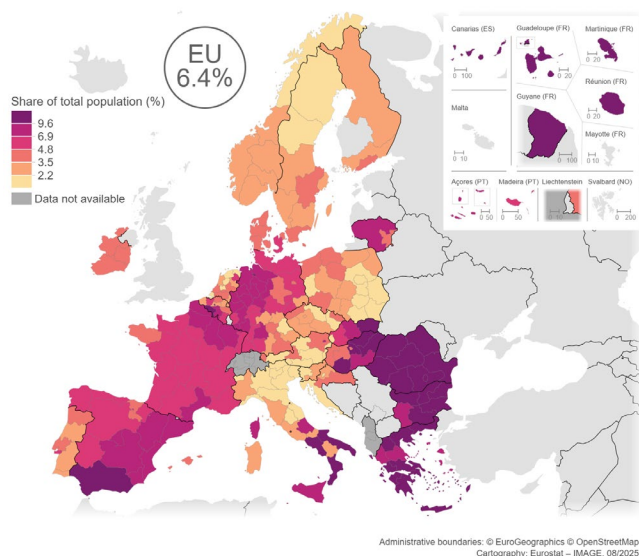 EU
6.4%
Share of total population (%)
9.6
6.9
4.8
3.5
2.2
Data not available
Canarias (ES)
0 100
Guadeloupe (FR)
0 20
Martinique (FR)
0 20
Guyane (FR)
0 100
Réunion (FR)
0 20
Malta
0 10
Mayotte (FR)
0 10
Açores (PT)
0 50
Madeira (PT)
0 50
Liechtenstein
Svalbard (NO)
0 200
Administrative boundaries: © EuroGeographics © OpenStreetMap
Cartography: Eurostat – IMAGE, 08/2025